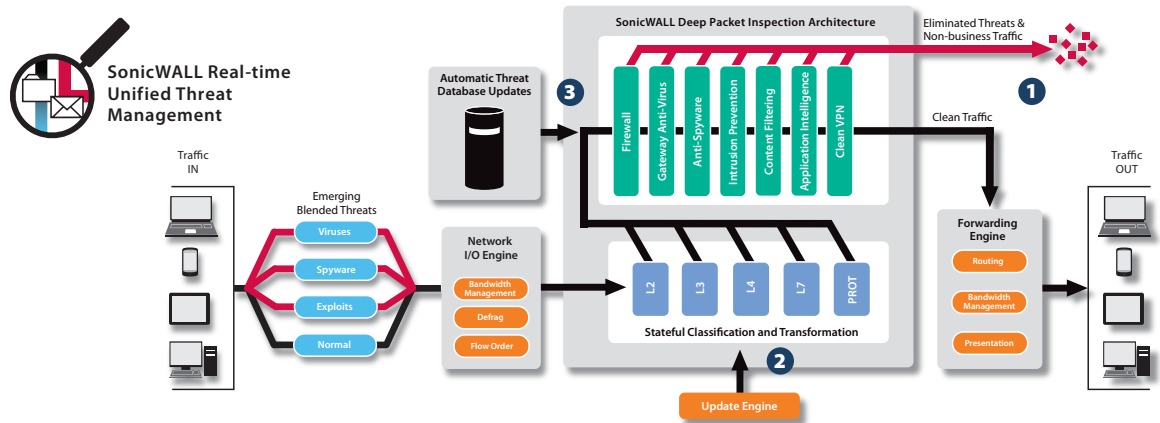 SonicWALL Real-time
Unified Threat
Management
SonicWALL Deep Packet Inspection Architecture
Eliminated Threats &
Non-business Traffic
1
Automatic Threat
Database Updates
3
Firewall
Gateway Anti-Virus
Anti-Spyware
Intrusion Prevention
Content Filtering
Application Intelligence
Clean VPN
Clean Traffic
Traffic
IN
Emerging
Blended Threats
Viruses
Spyware
Exploits
Normal
Network
I/O Engine
Bandwidth
Management
Defrag
Flow Order
L2
L3
L4
L7
PROT
Stateful Classification and Transformation
2
Update Engine
Forwarding
Engine
Routing
Bandwidth
Management
Presentation
Traffic
OUT